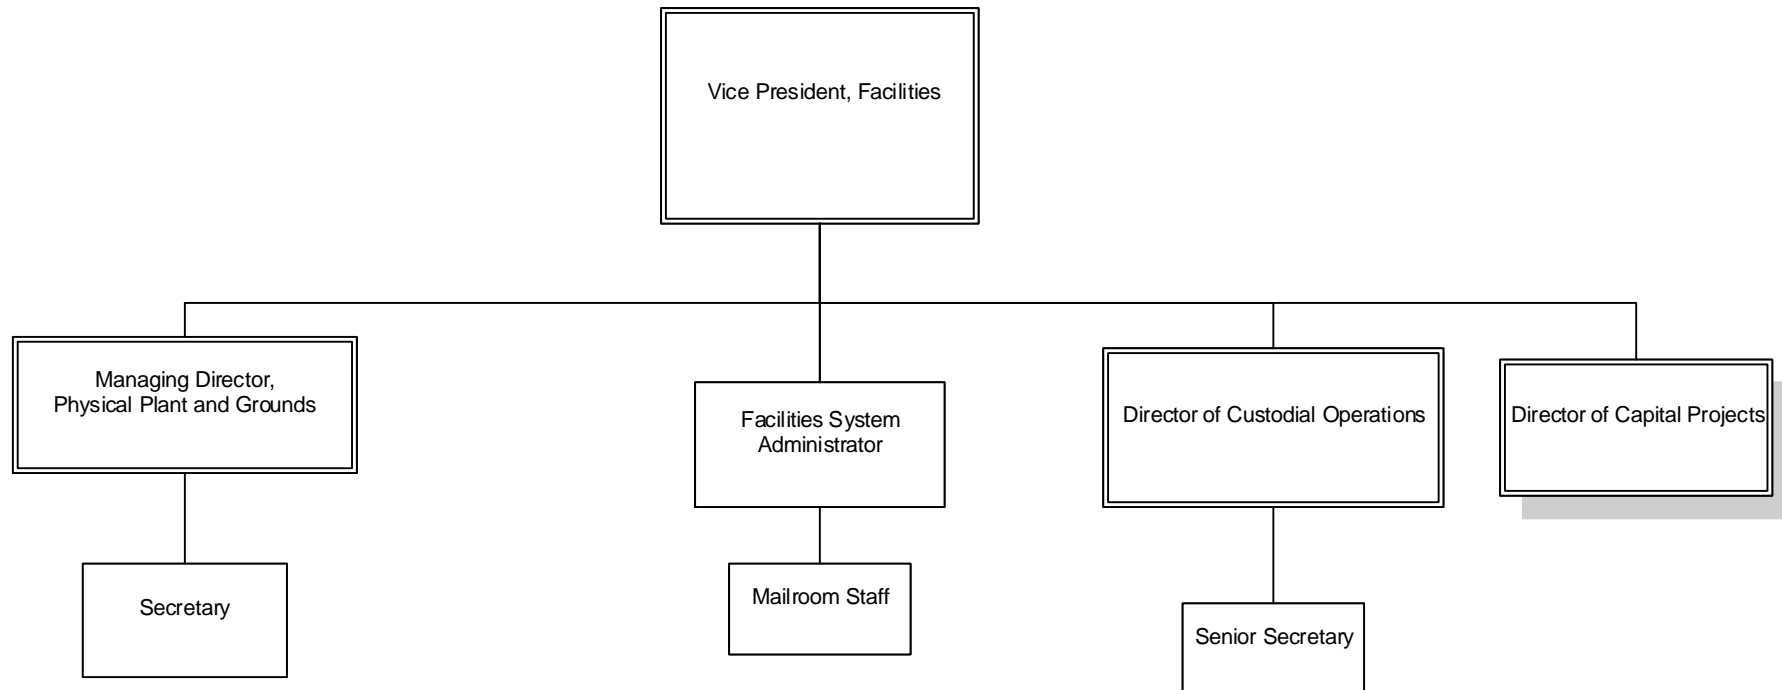 Vice President, Facilities
Managing Director,
Physical Plant and Grounds
Facilities System
Administrator
Director of Custodial Operations
Director of Capital Projects
Secretary
Mailroom Staff
Senior Secretary